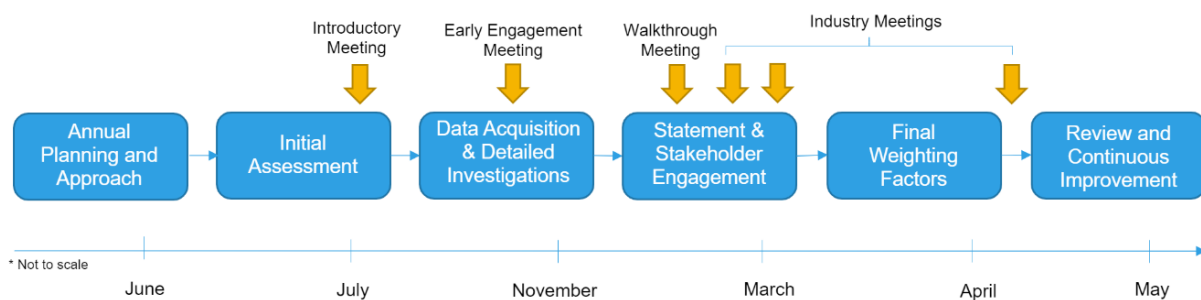 Introductory
Meeting
Early Engagement
Meeting
Walkthrough
Meeting
Industry Meetings
Annual
Planning and
Approach
Initial
Assessment
Data Acquisition
& Detailed
Investigations
Statement &
Stakeholder
Engagement
Final
Weighting
Factors
Review and
Continuous
Improvement
* Not to scale
June
July
November
March
April
May